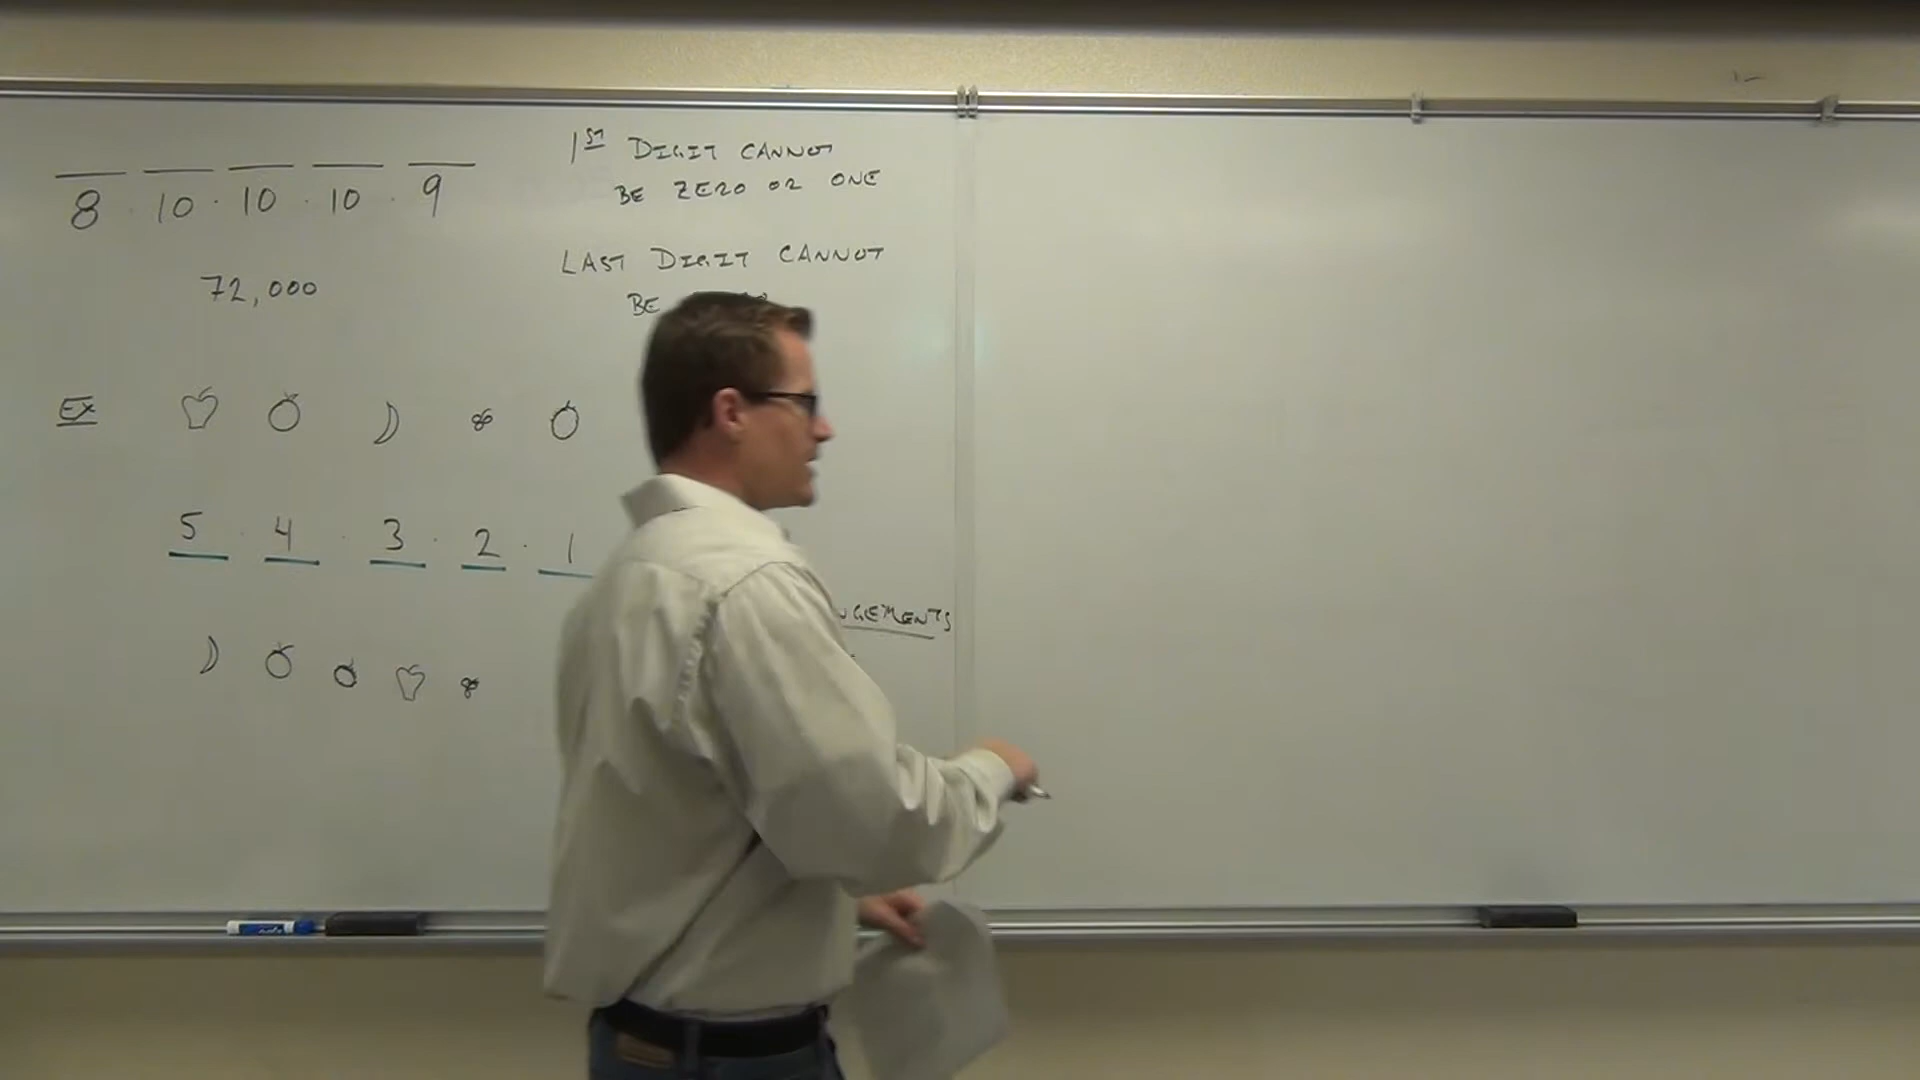 8 · 10 · 10 · 10 · 9
72,000
1ST DIGIT CANNOT
BE ZERO OR ONE
LAST DIGIT CANNOT
BE
EX
5 · 4 · 3 · 2 · 1